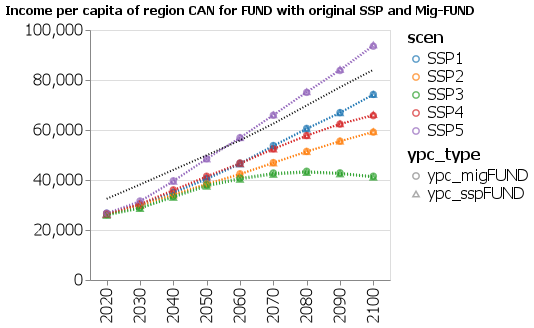 Income per capita of region CAN for FUND with original SSP and Mig-FUND
100,000
80,000
60,000
40,000
20,000
0
2020
2030
2040
2050
2060
2070
2080
2090
2100
scen
SSP1
SSP2
SSP3
SSP4
SSP5
ypc_type
ypc_migFUND
ypc_sspFUND